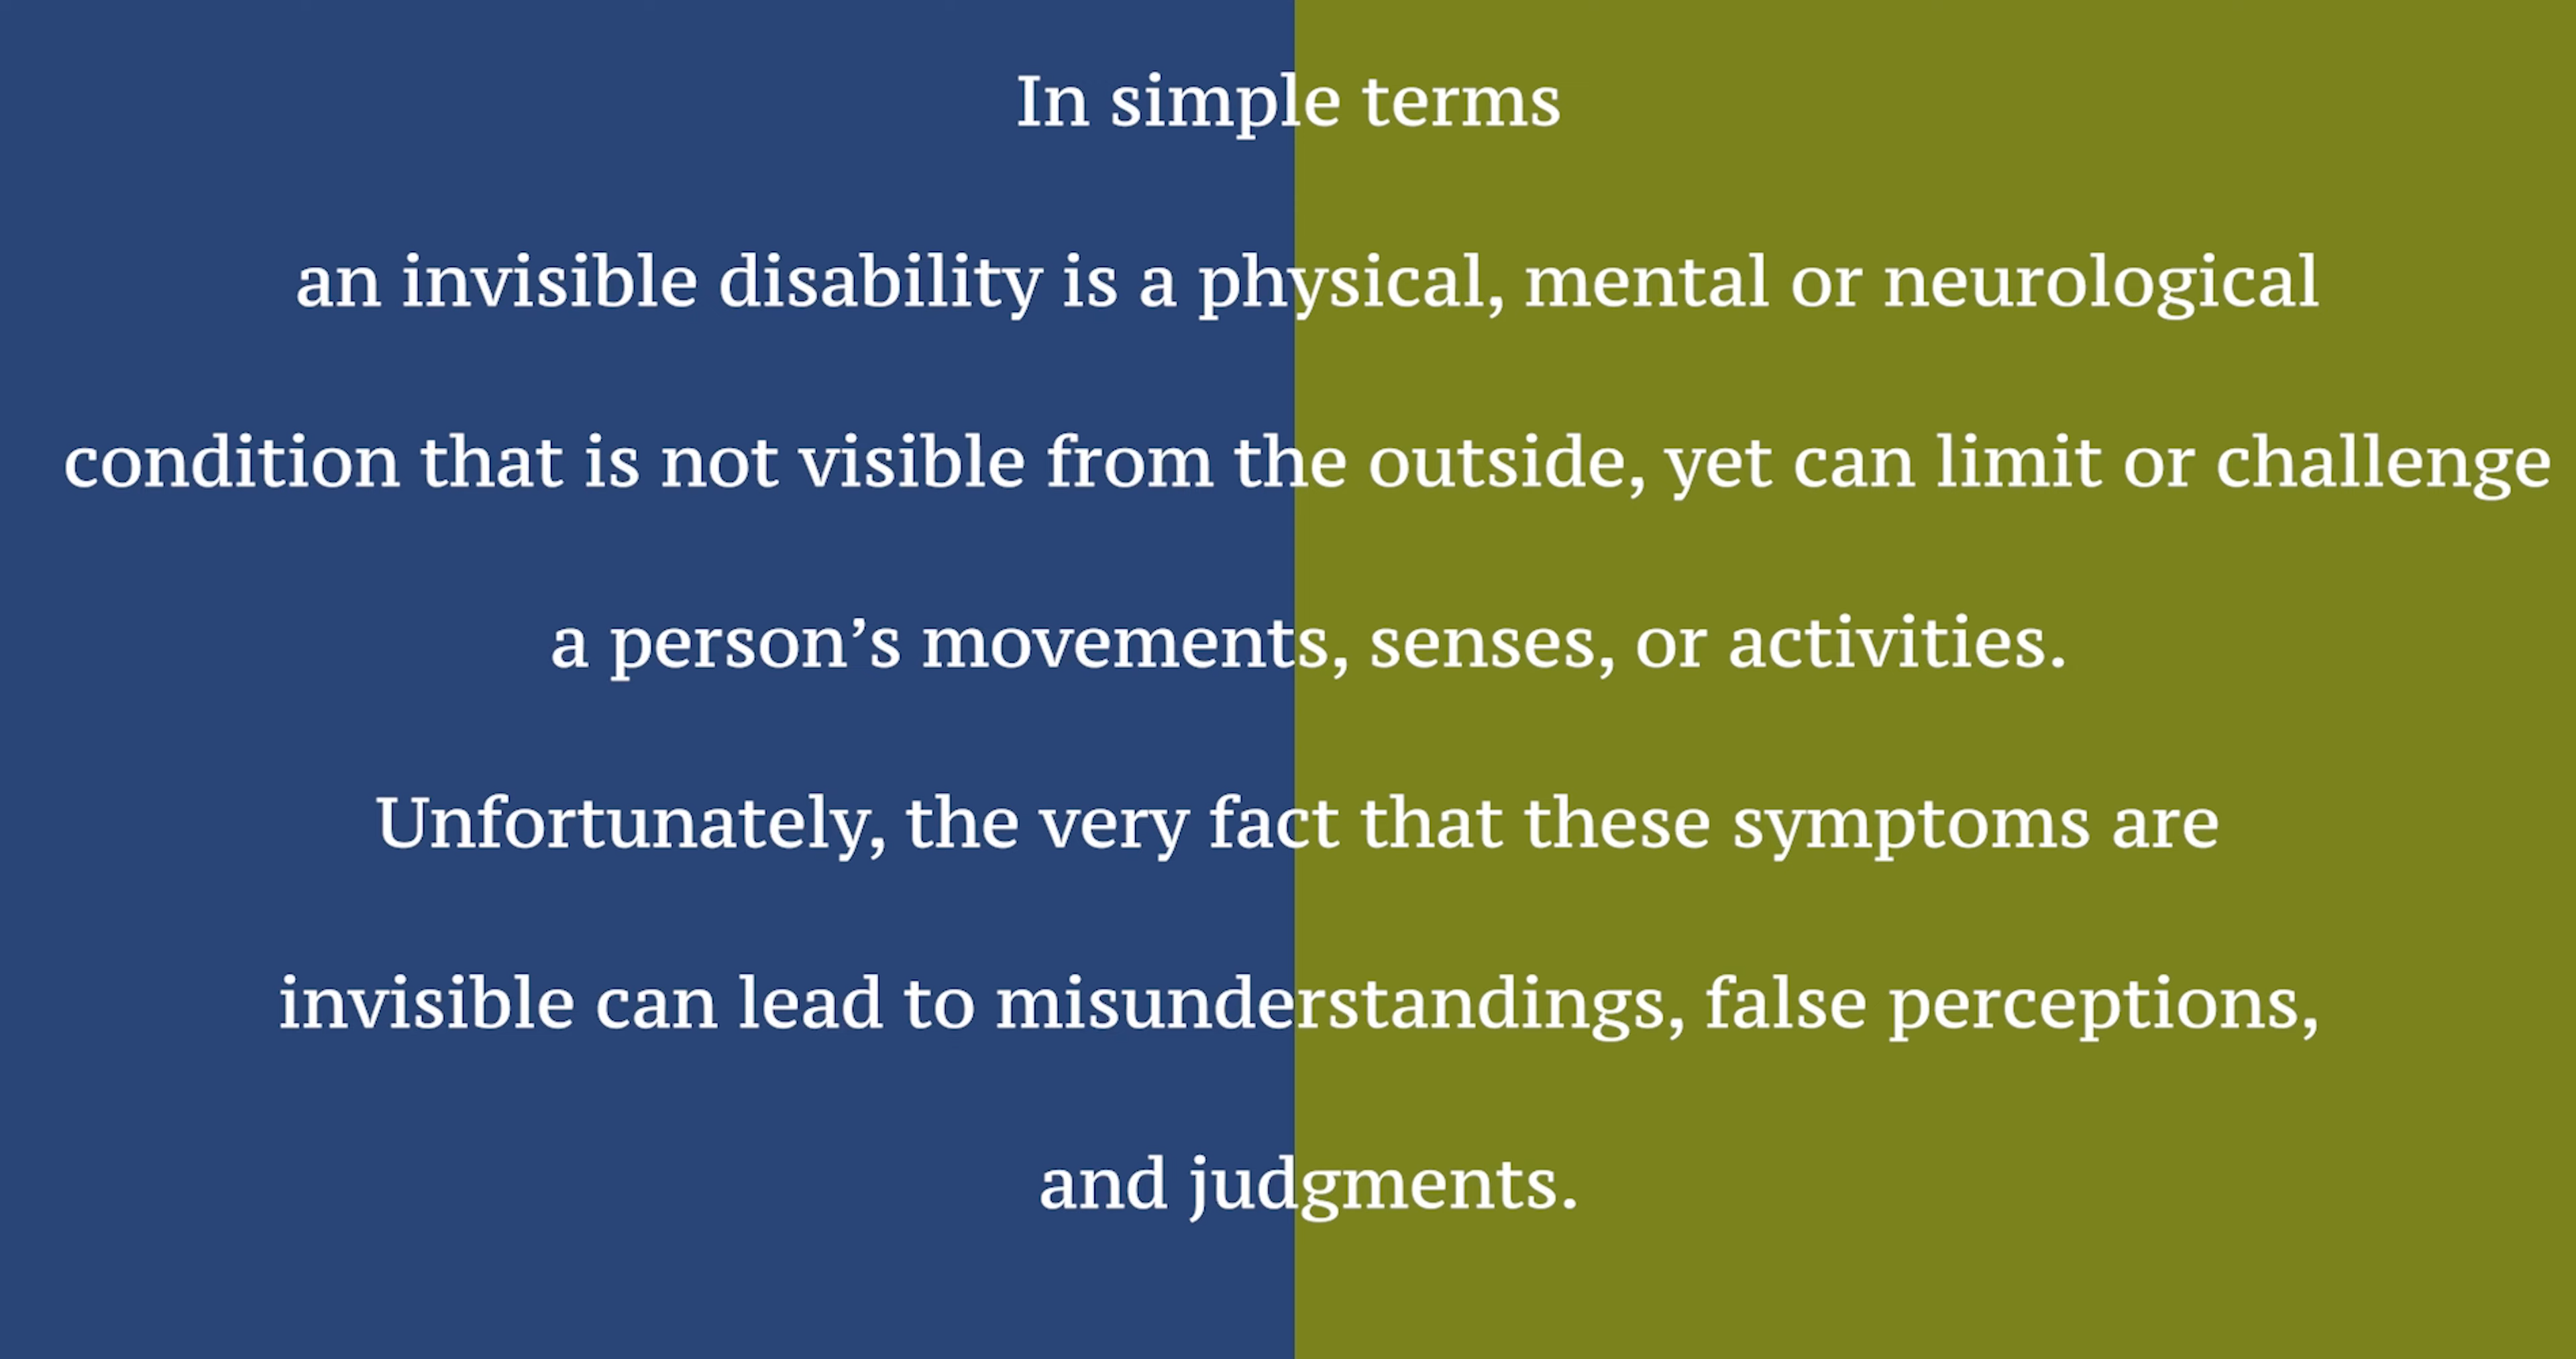 In simple terms
an invisible disability is a physical, mental or neurological
condition that is not visible from the outside, yet can limit or challenge
a person’s movements, senses, or activities.
Unfortunately, the very fact that these symptoms are
invisible can lead to misunderstandings, false perceptions,
and judgments.